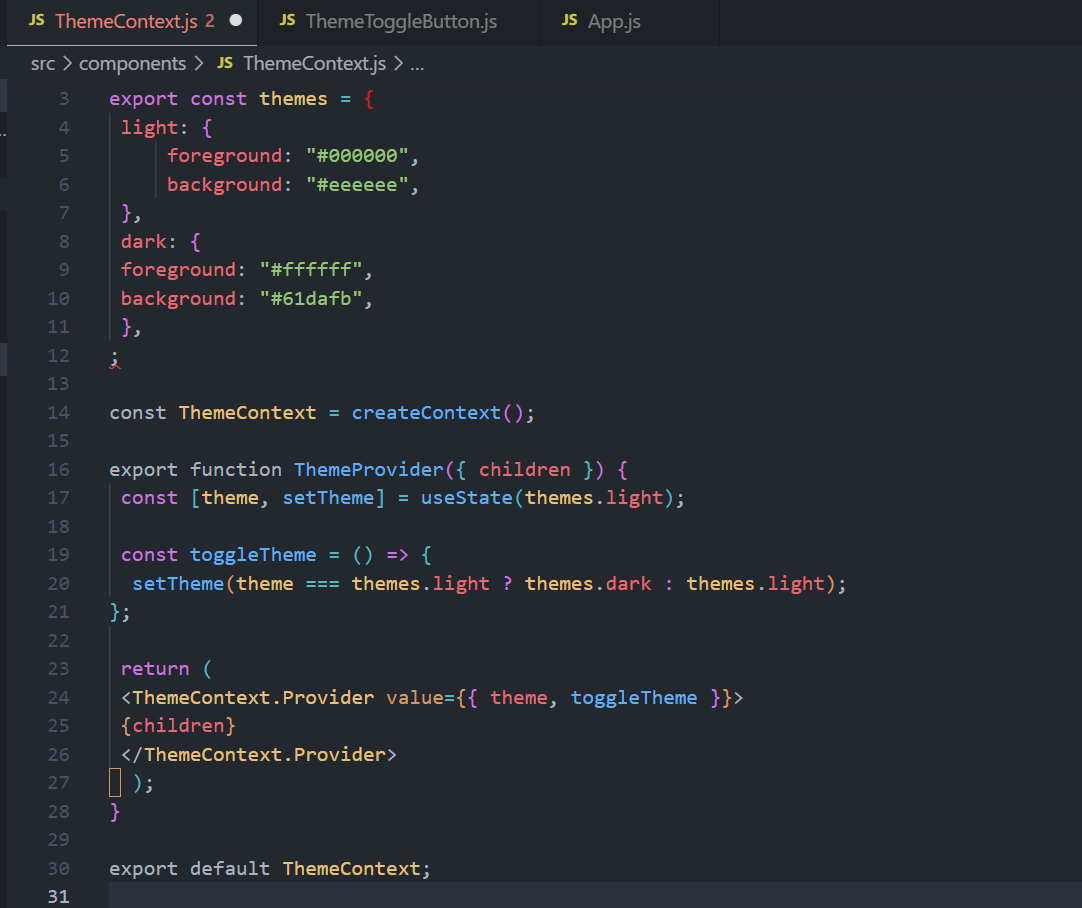 JS ThemeContext.js 2 ● JS ThemeToggleButton.js JS App.js
src > components > JS ThemeContext.js > ...
3 export const themes = {
4 light: {
5 foreground: "#000000",
6 background: "#eeeeee",
7 },
8 dark: {
9 foreground: "#ffffff",
10 background: "#61dafb",
11 },
12 ;
13
14 const ThemeContext = createContext();
15
16 export function ThemeProvider({ children }) {
17 const [theme, setTheme] = useState(themes.light);
18
19 const toggleTheme = () => {
20 setTheme(theme === themes.light ? themes.dark : themes.light);
21 };
22
23 return (
24 <ThemeContext.Provider value={{ theme, toggleTheme }}>
25 {children}
26 </ThemeContext.Provider>
27 );
28 }
29
30 export default ThemeContext;
31